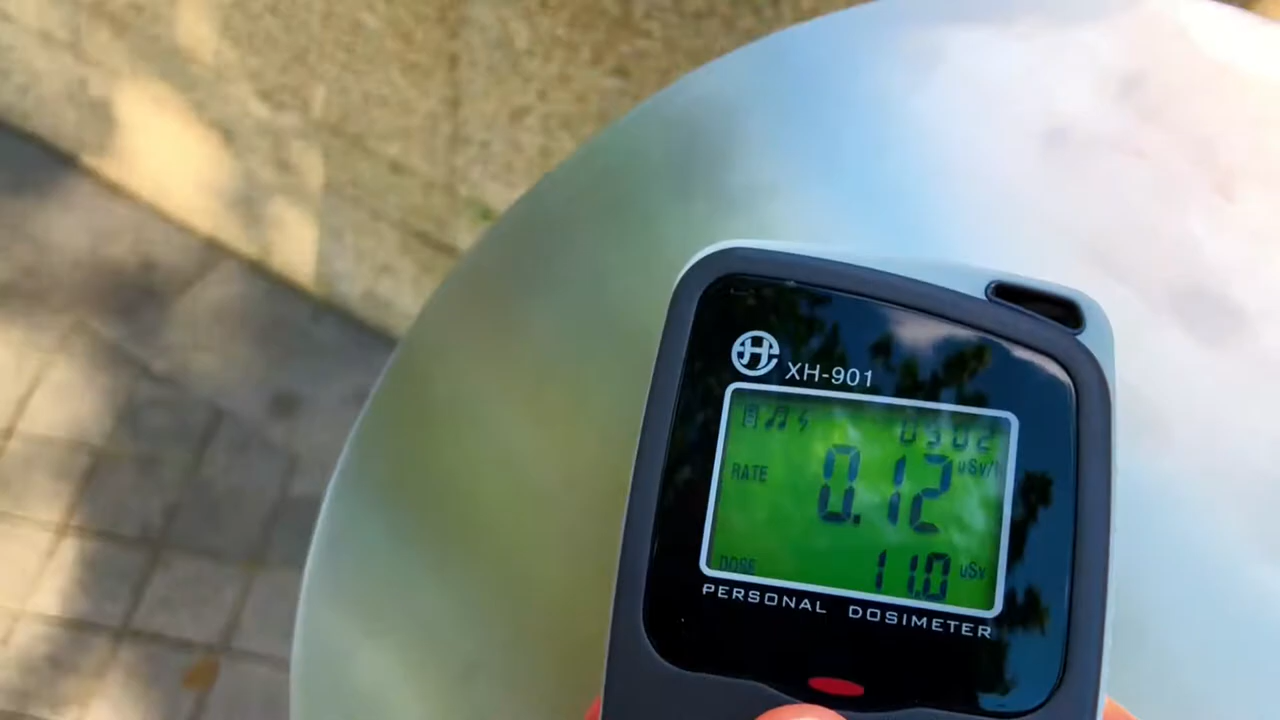 XH-901
0302
RATE 0.12 uSv/h
DOSE 11.0 uSv
PERSONAL DOSIMETER